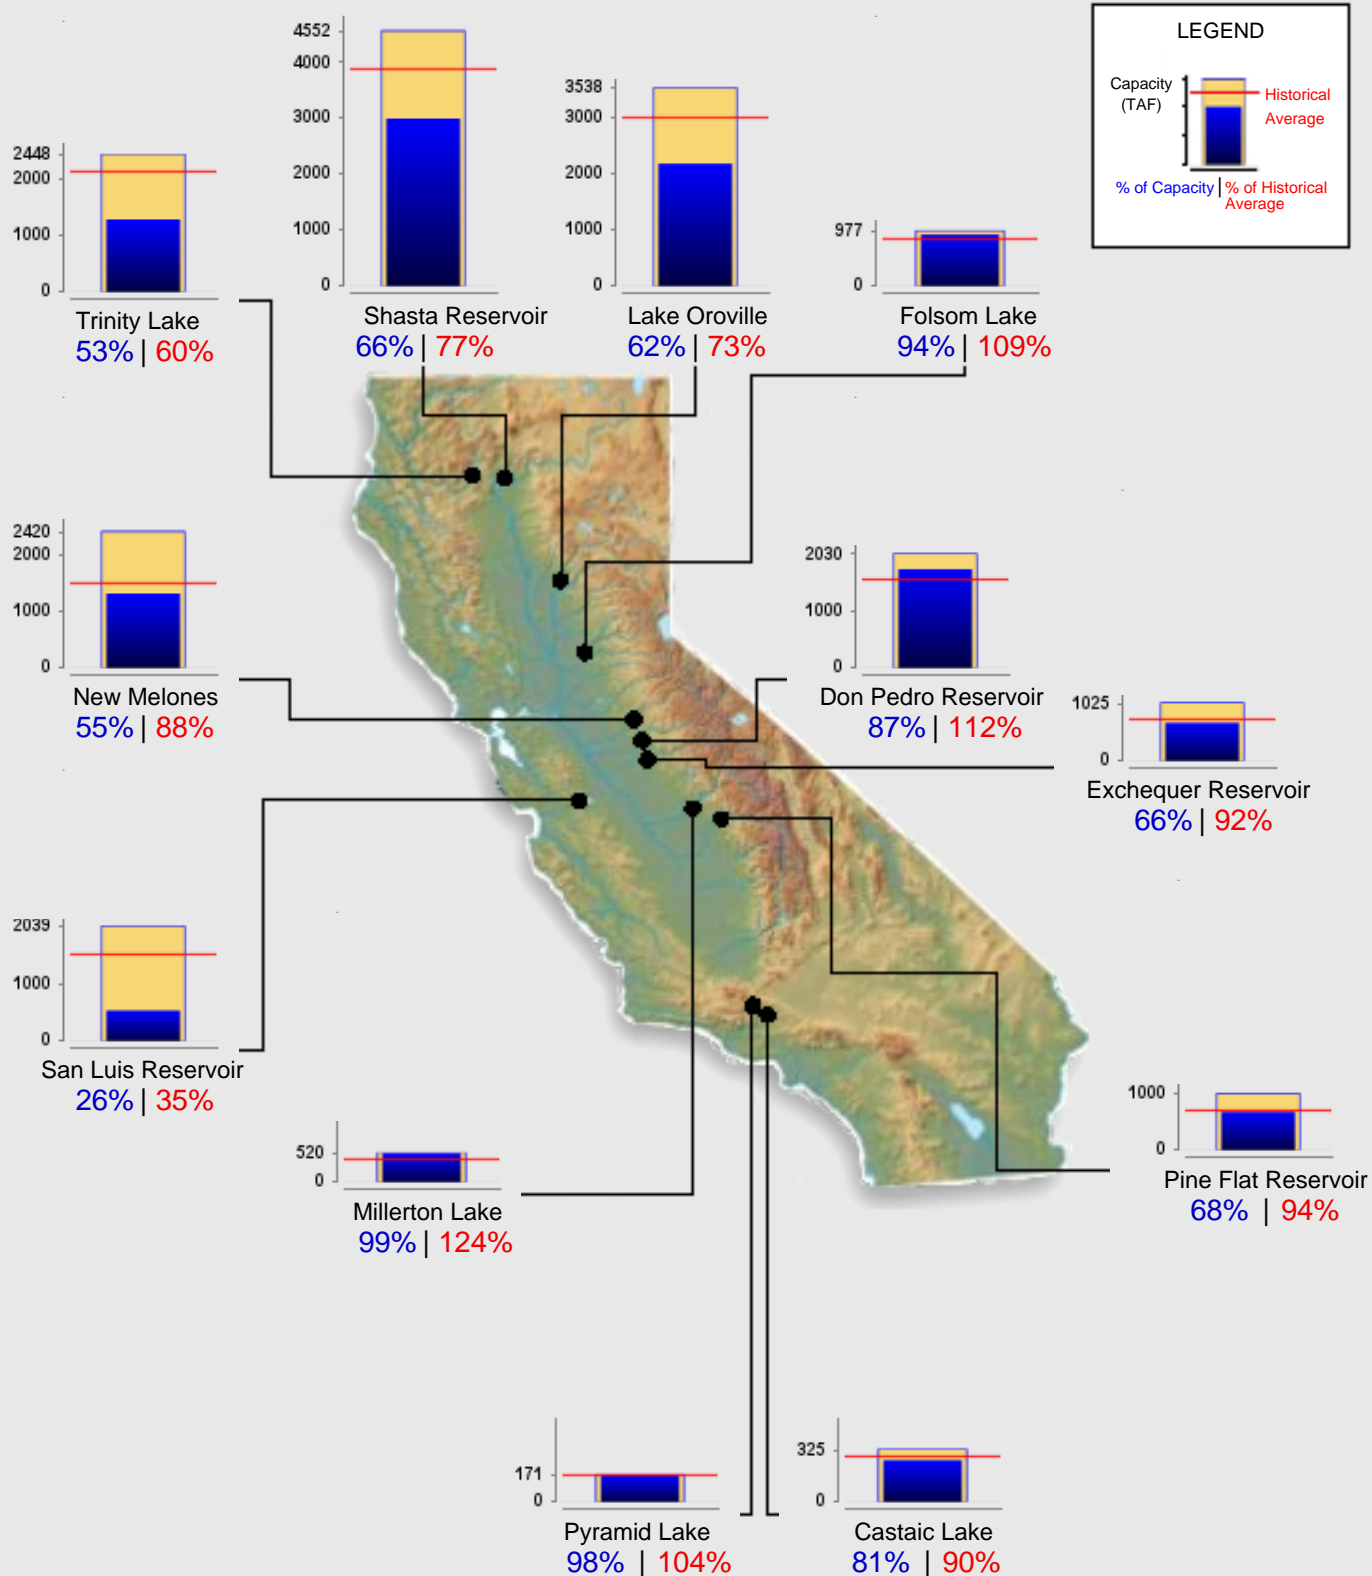 LEGEND
Capacity
(TAF)
Historical
Average
% of Capacity | % of Historical
Average
4552
4000
3000
2000
1000
0
Shasta Reservoir
66% | 77%
3538
3000
2000
1000
0
Lake Oroville
62% | 73%
2448
2000
1000
0
Trinity Lake
53% | 60%
977
0
Folsom Lake
94% | 109%
2420
2000
1000
0
New Melones
55% | 88%
2030
1000
0
Don Pedro Reservoir
87% | 112%
1025
0
Exchequer Reservoir
66% | 92%
2039
1000
0
San Luis Reservoir
26% | 35%
520
0
Millerton Lake
99% | 124%
1000
0
Pine Flat Reservoir
68% | 94%
171
0
Pyramid Lake
98% | 104%
325
0
Castaic Lake
81% | 90%